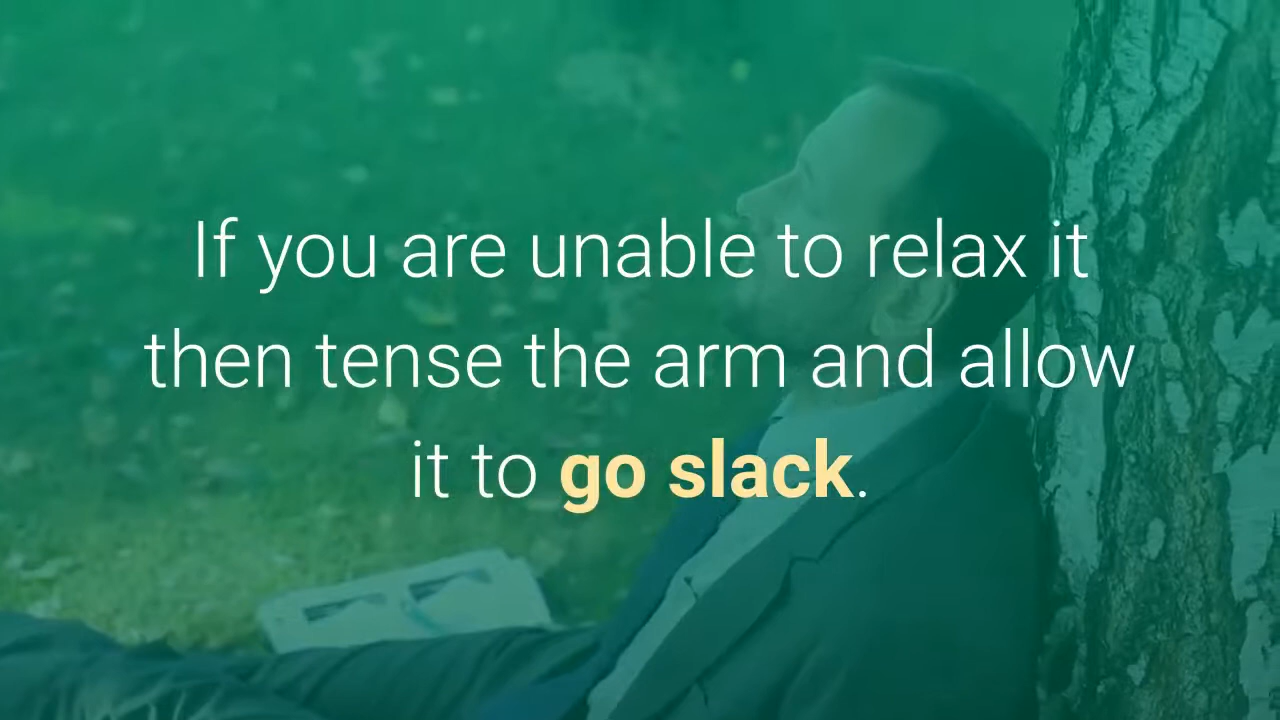 If you are unable to relax it
then tense the arm and allow
it to go slack.